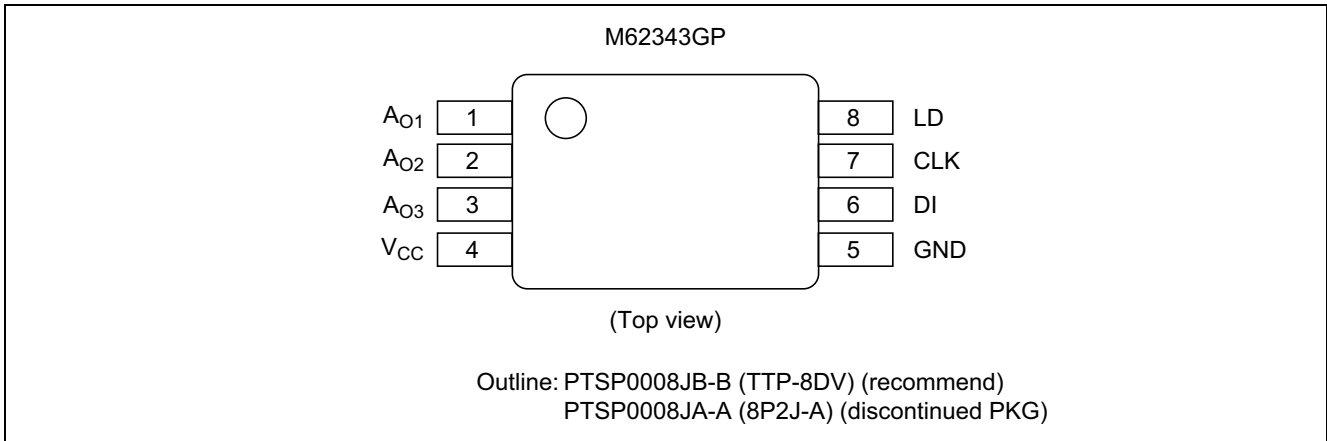 M62343GP
AO1 1 8 LD
AO2 2 7 CLK
AO3 3 6 DI
VCC 4 5 GND
(Top view)
Outline: PTSP0008JB-B (TTP-8DV) (recommend)
PTSP0008JA-A (8P2J-A) (discontinued PKG)